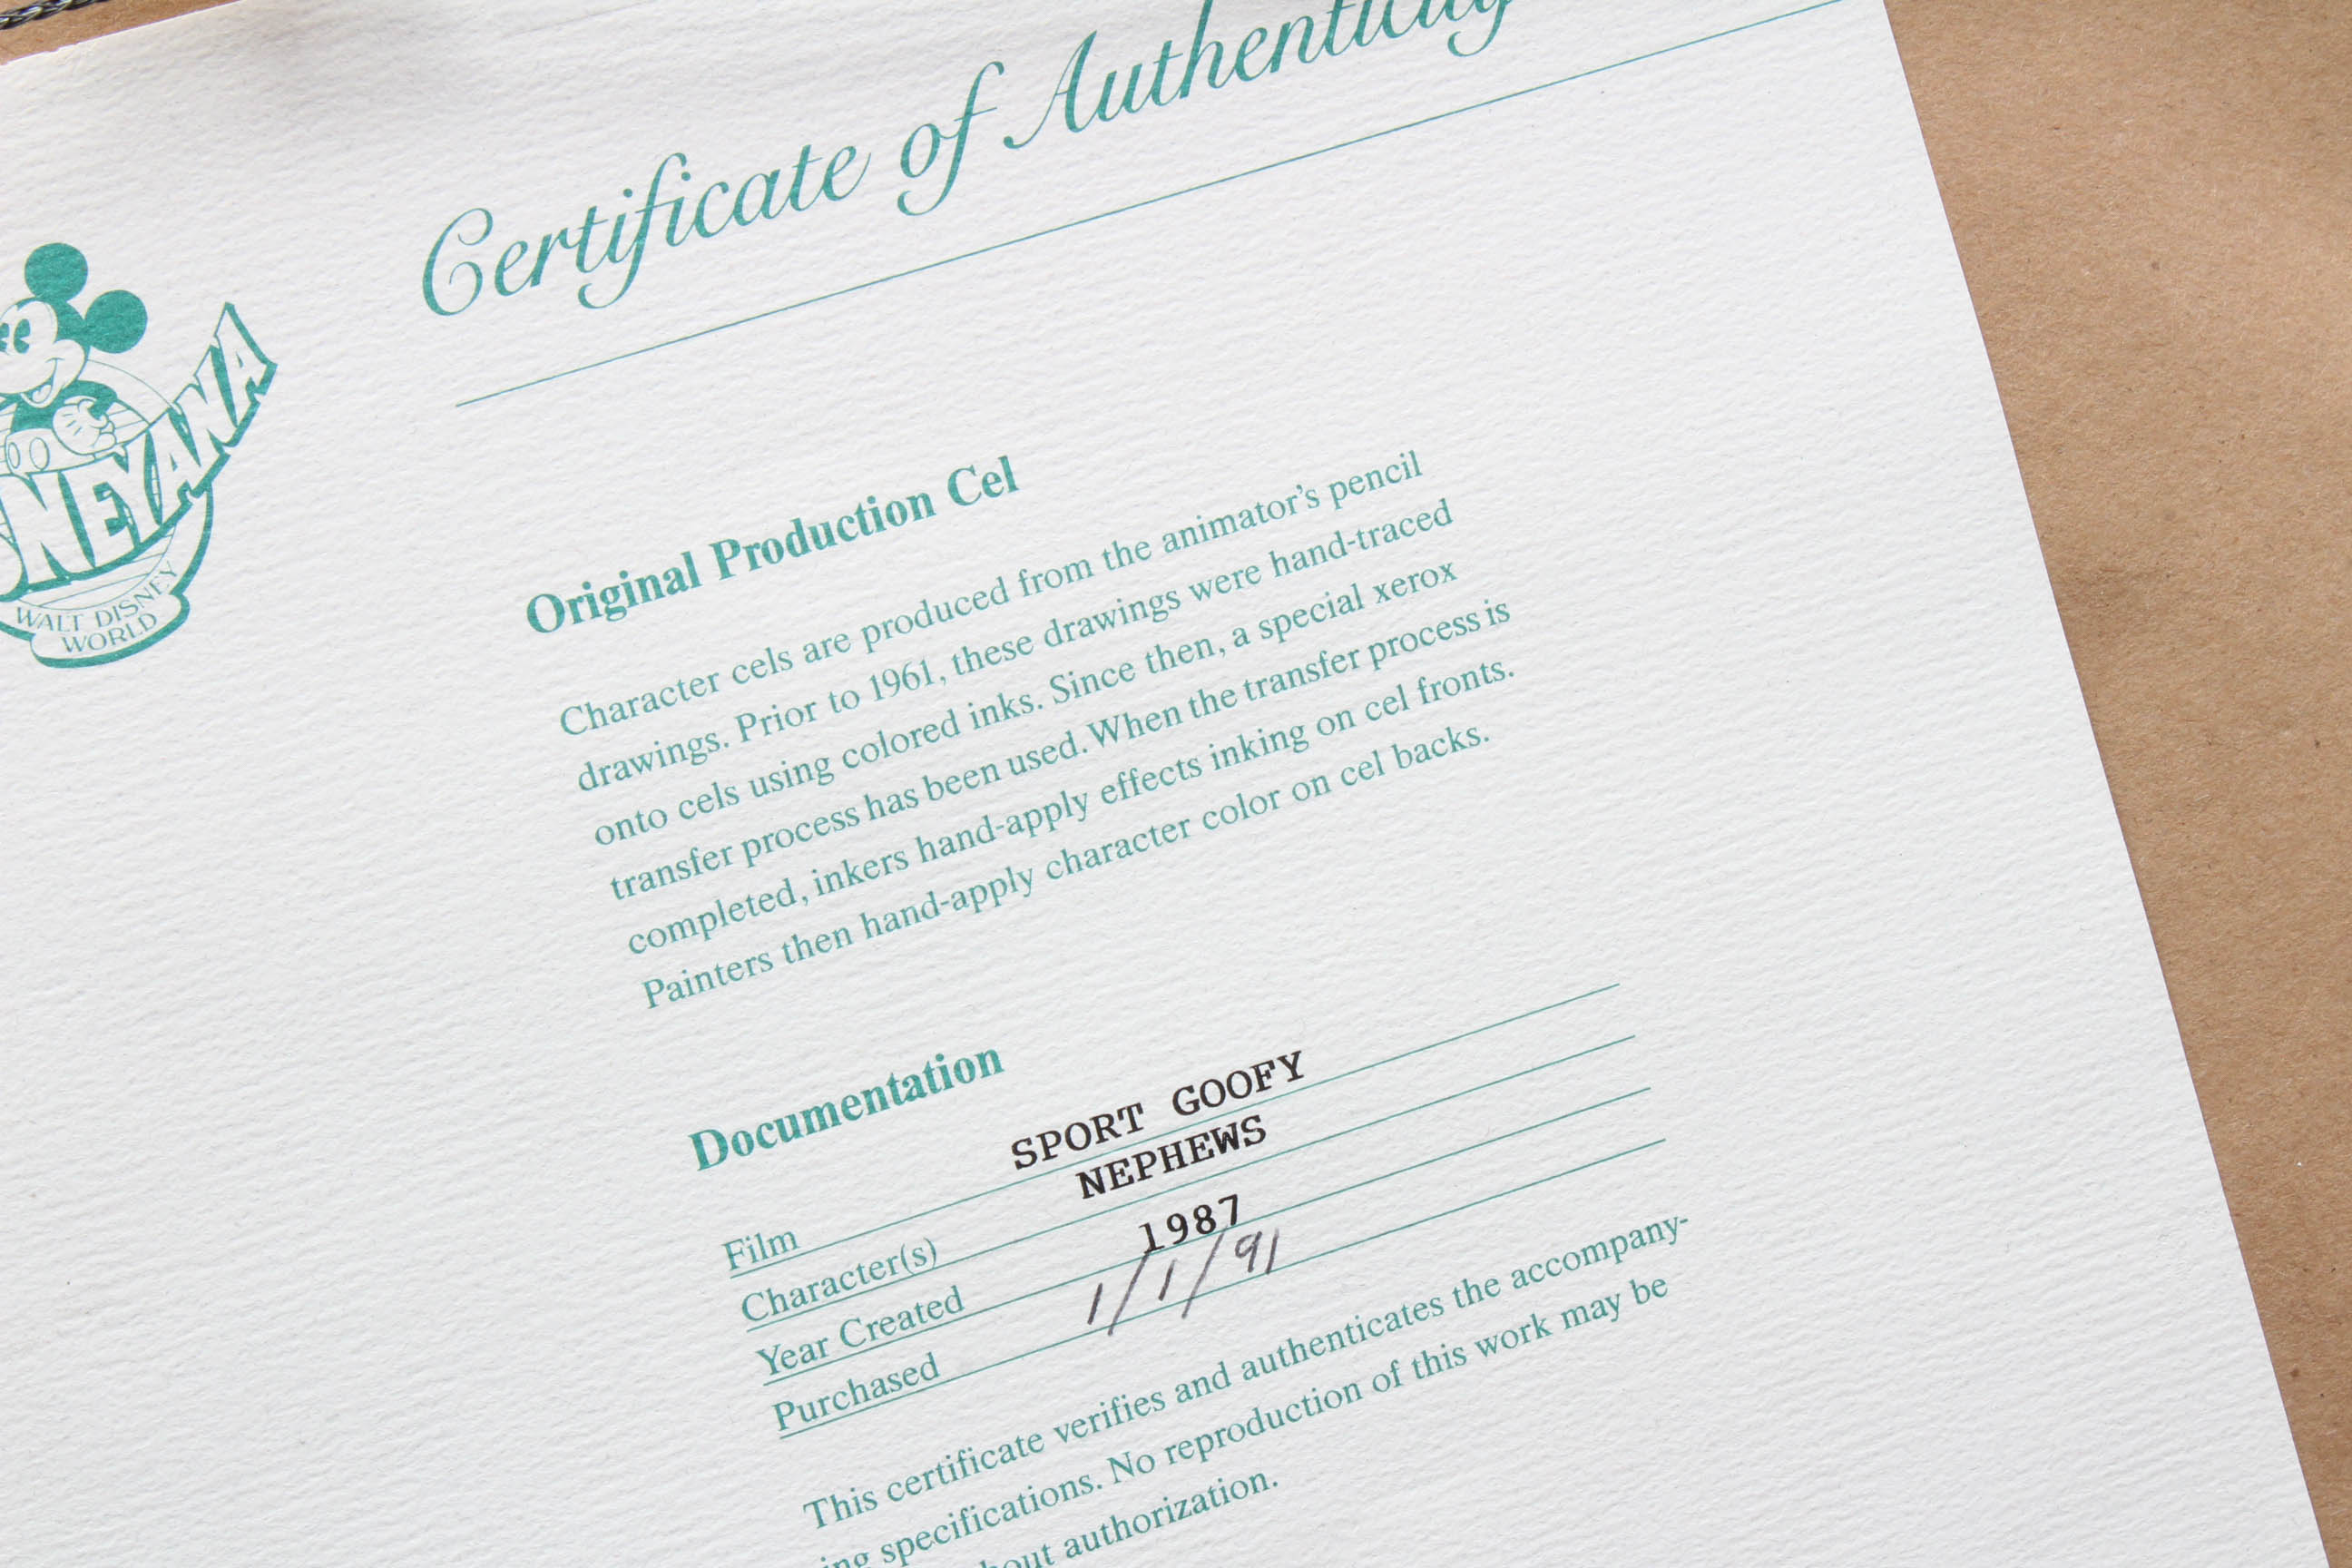 Certificate of Authenticity
NEYANA
WALT DISNEY
WORLD
Original Production Cel
Character cels are produced from the animator's pencil
drawings. Prior to 1961, these drawings were hand-traced
onto cels using colored inks. Since then, a special xerox
transfer process has been used. When the transfer process is
completed, inkers hand-apply effects inking on cel fronts.
Painters then hand-apply character color on cel backs.
Documentation
Film SPORT GOOFY
Character(s) NEPHEWS
Year Created 1987
Purchased 1/1/91
This certificate verifies and authenticates the accompany-
ing specifications. No reproduction of this work may be
out authorization.